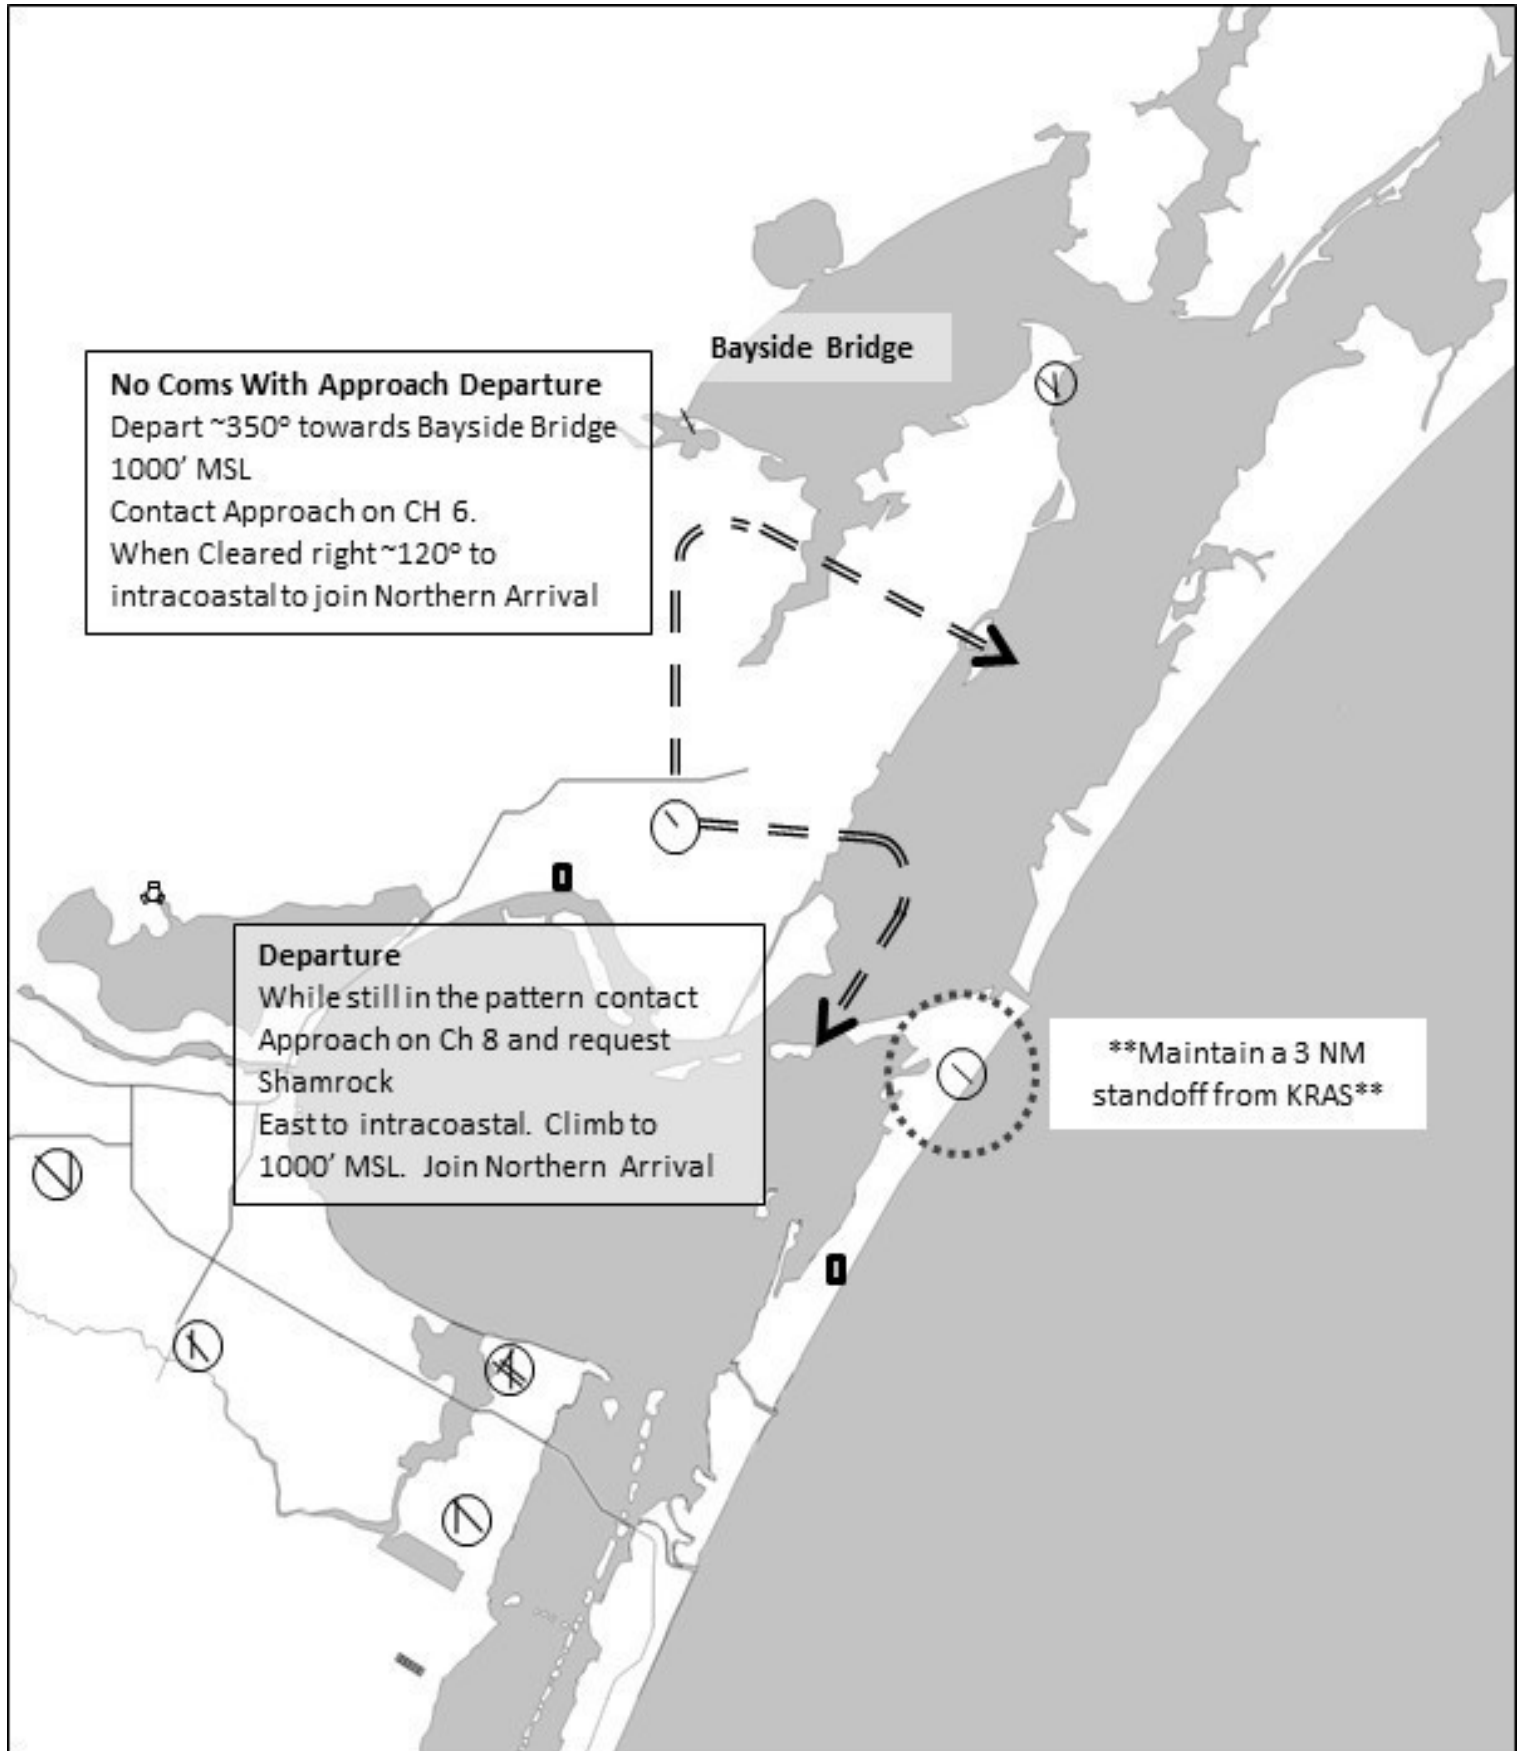 Bayside Bridge
No Coms With Approach Departure
Depart ~350° towards Bayside Bridge
1000’ MSL
Contact Approach on CH 6.
When Cleared right ~120° to
intracoastal to join Northern Arrival
Departure
While still in the pattern contact
Approach on Ch 8 and request
Shamrock
East to intracoastal. Climb to
1000’ MSL. Join Northern Arrival
**Maintain a 3 NM
standoff from KRAS**